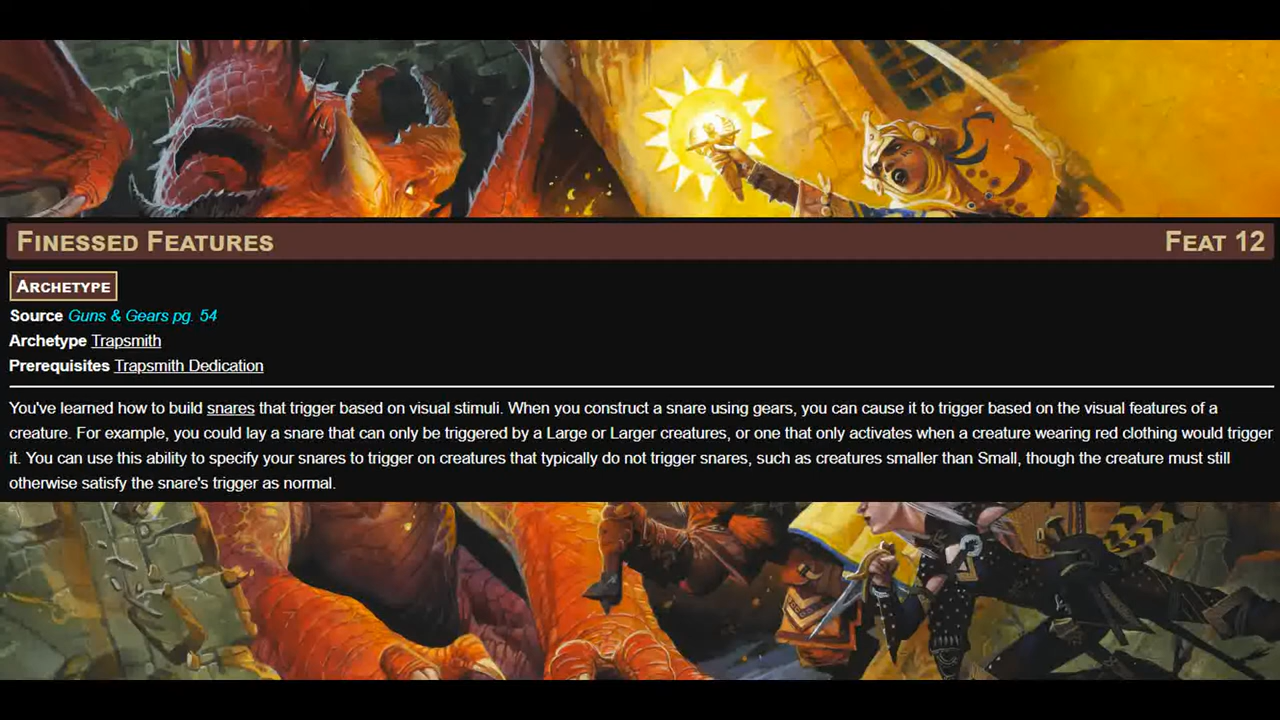 Finessed Features
Feat 12
Archetype
Source Guns & Gears pg. 54
Archetype Trapsmith
Prerequisites Trapsmith Dedication
You've learned how to build snares that trigger based on visual stimuli. When you construct a snare using gears, you can cause it to trigger based on the visual features of a
creature. For example, you could lay a snare that can only be triggered by a Large or Larger creatures, or one that only activates when a creature wearing red clothing would trigger
it. You can use this ability to specify your snares to trigger on creatures that typically do not trigger snares, such as creatures smaller than Small, though the creature must still
otherwise satisfy the snare's trigger as normal.